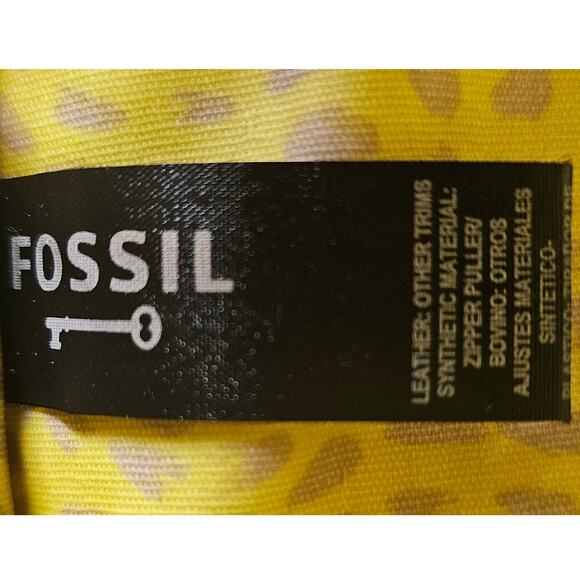 FOSSIL
LEATHER: OTHER TRIMS
SYNTHETIC MATERIAL:
ZIPPER PULLER/
BOVINO: OTROS
AJUSTES MATERIALES
SINTETICO-